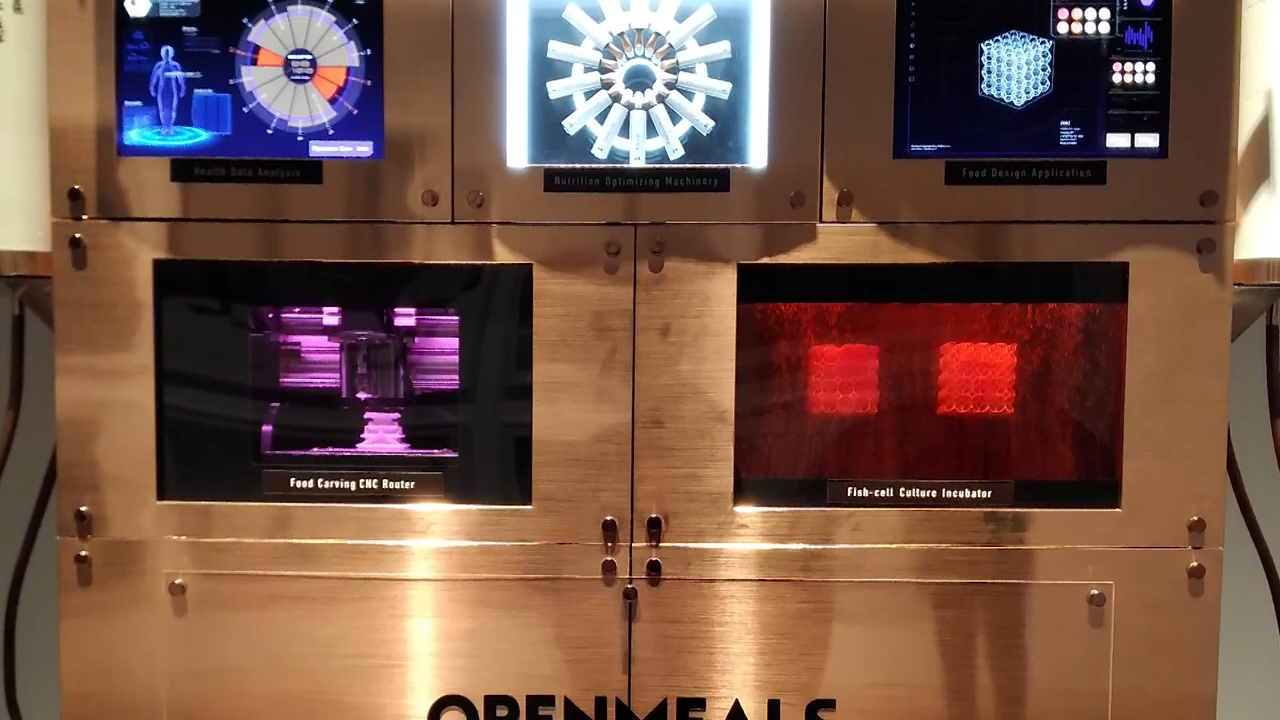 Health Data Analysis
Nutrition Optimizing Machinery
Food Design Application
Food Carving CNC Router
Fish-cell Culture Incubator
OPENMEALS